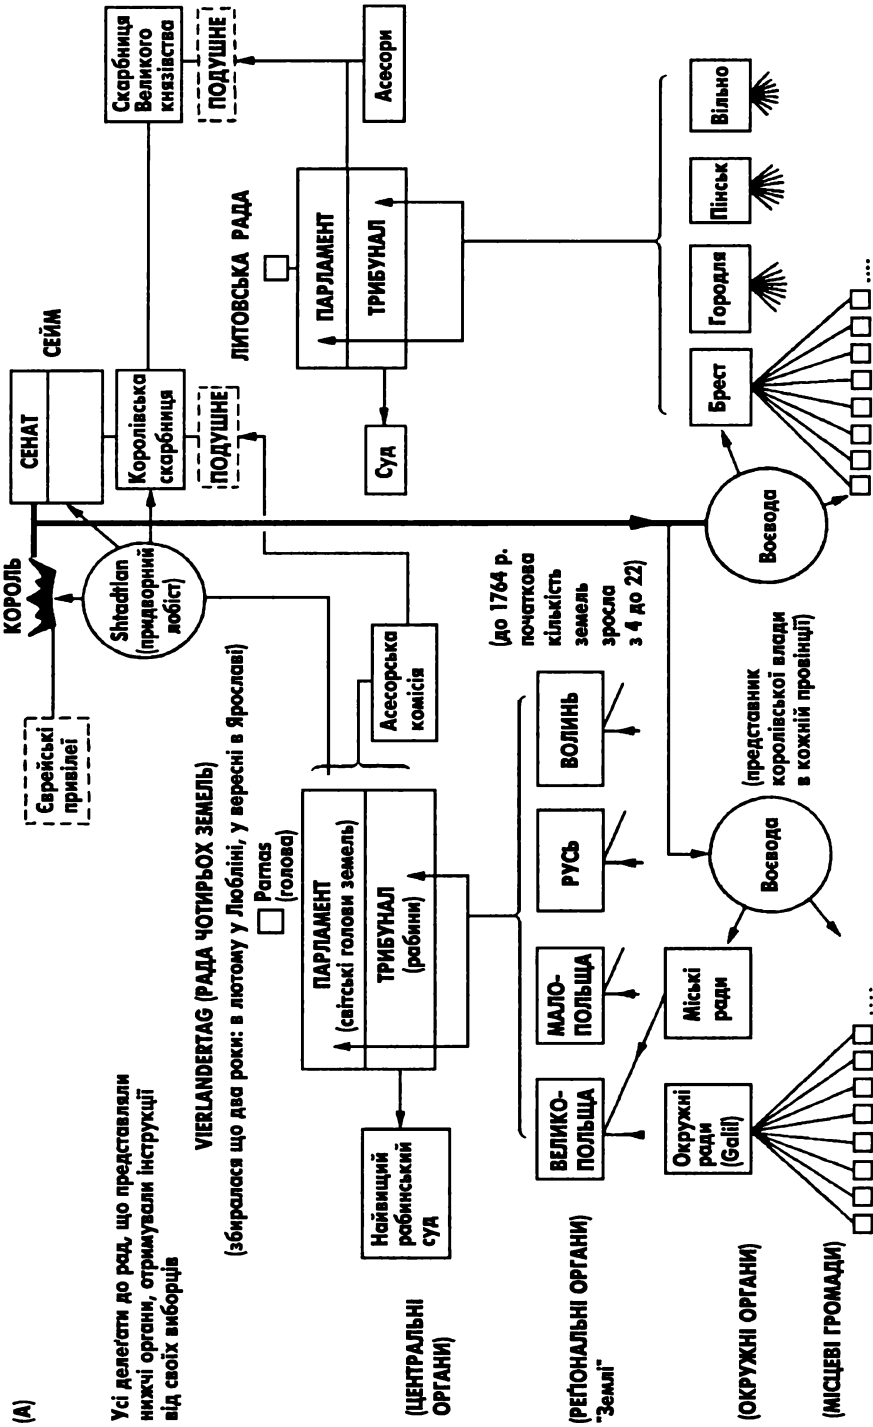 (А)
Усі делеґати до рад, що представляли
нижчі органи, отримували інструкції
від своїх виборців
Єврейські
привілеї
КОРОЛЬ
СЕНАТ
СЕЙМ
Shtadtlan
(придворний
лобіст)
Королівська
скарбниця
ПОДУШНЕ
Скарбниця
Великого
князівства
ПОДУШНЕ
VIERLANDERTAG (РАДА ЧОТИРЬОХ ЗЕМЕЛЬ)
(збиралася що два роки: в лютому у Любліні, у вересні в Ярославі)
Parnas
(голова)
ЛИТОВСЬКА РАДА
(ЦЕНТРАЛЬНІ
ОРГАНИ)
Найвищий
рабинський
суд
ПАРЛАМЕНТ
(світські голови земель)
ТРИБУНАЛ
(рабини)
Асесорська
комісія
Суд
ПАРЛАМЕНТ
ТРИБУНАЛ
Асесори
(РЕГІОНАЛЬНІ ОРГАНИ)
"Землі"
ВЕЛИКО-
ПОЛЬЩА
МАЛО-
ПОЛЬЩА
РУСЬ
ВОЛИНЬ
(до 1764 р.
початкова
кількість
земель
зросла
з 4 до 22)
(ОКРУЖНІ ОРГАНИ)
Окружні
ради
(Galil)
Міські
ради
Воєвода
(представник
королівської влади
в кожній провінції)
Воєвода
Брест
Городля
Пінськ
Вільно
(МІСЦЕВІ ГРОМАДИ)
....
....